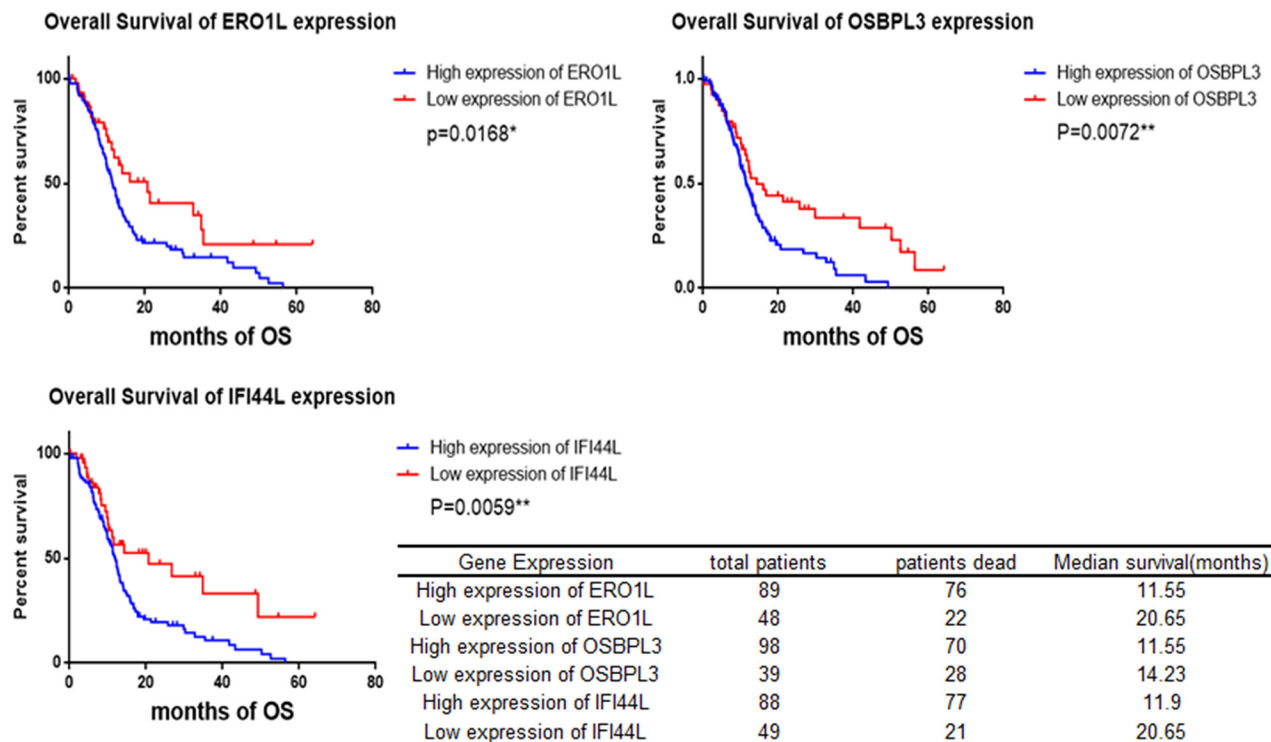 Overall Survival of ERO1L expression
100
50
0
Percent survival
0 20 40 60 80
months of OS
High expression of ERO1L
Low expression of ERO1L
p=0.0168*
Overall Survival of OSBPL3 expression
1.0
0.5
0.0
Percent survival
0 20 40 60 80
months of OS
High expression of OSBPL3
Low expression of OSBPL3
P=0.0072**
Overall Survival of IFI44L expression
100
50
0
Percent survival
0 20 40 60 80
months of OS
High expression of IFI44L
Low expression of IFI44L
P=0.0059**
Gene Expression total patients patients dead Median survival(months)
High expression of ERO1L 89 76 11.55
Low expression of ERO1L 48 22 20.65
High expression of OSBPL3 98 70 11.55
Low expression of OSBPL3 39 28 14.23
High expression of IFI44L 88 77 11.9
Low expression of IFI44L 49 21 20.65